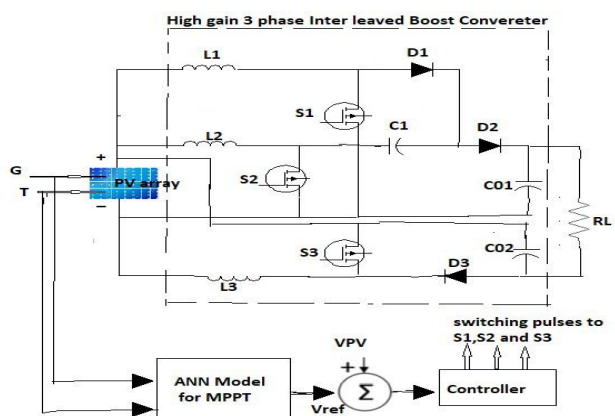 High gain 3 phase Inter leaved Boost Convereter
L1
D1
S1
C1
D2
L2
G
+
PV array
S2
C01
T
−
RL
S3
C02
D3
L3
switching pulses to
S1,S2 and S3
VPV
+
ANN Model
for MPPT
Σ
Controller
Vref